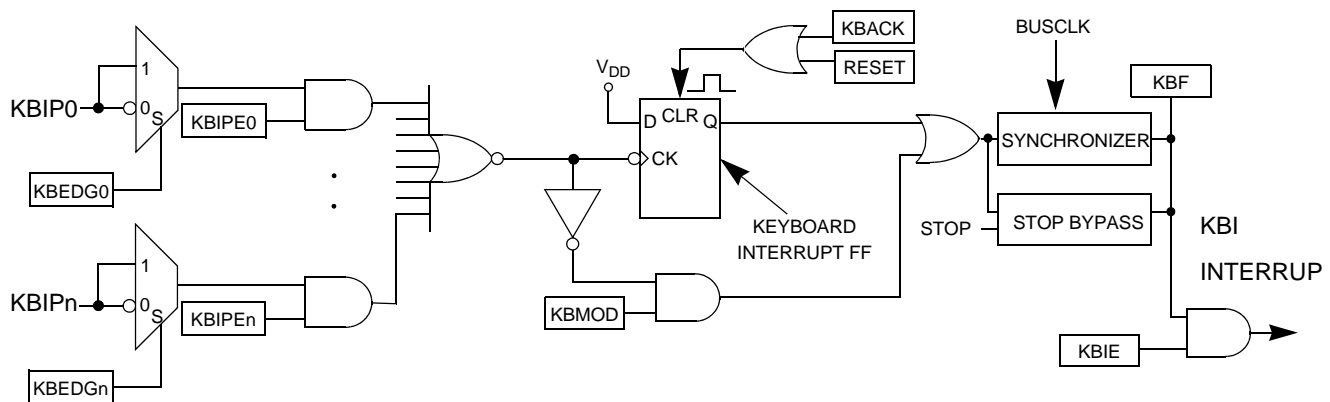 KBIP0
1
0
S
KBIPE0
KBEDG0
KBIPn
1
0
S
KBIPEn
KBEDGn
VDD
D CLR Q
CK
KBACK
RESET
KEYBOARD
INTERRUPT FF
KBMOD
BUSCLK
SYNCHRONIZER
KBF
STOP
STOP BYPASS
KBI
INTERRUP
KBIE